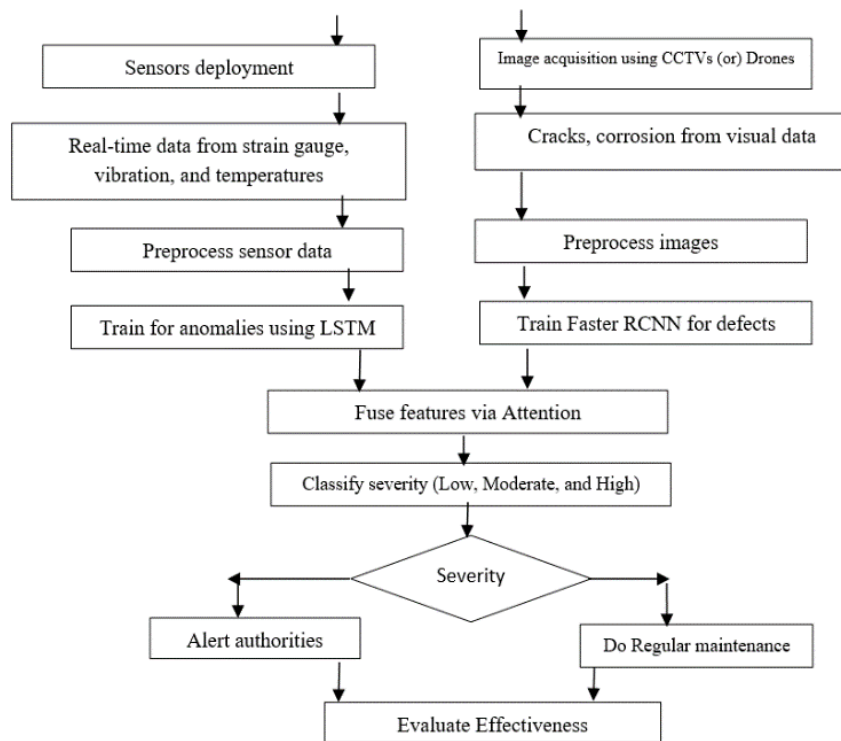 Sensors deployment
Image acquisition using CCTVs (or) Drones
Real-time data from strain gauge,
vibration, and temperatures
Cracks, corrosion from visual data
Preprocess sensor data
Preprocess images
Train for anomalies using LSTM
Train Faster RCNN for defects
Fuse features via Attention
Classify severity (Low, Moderate, and High)
Severity
Alert authorities
Do Regular maintenance
Evaluate Effectiveness